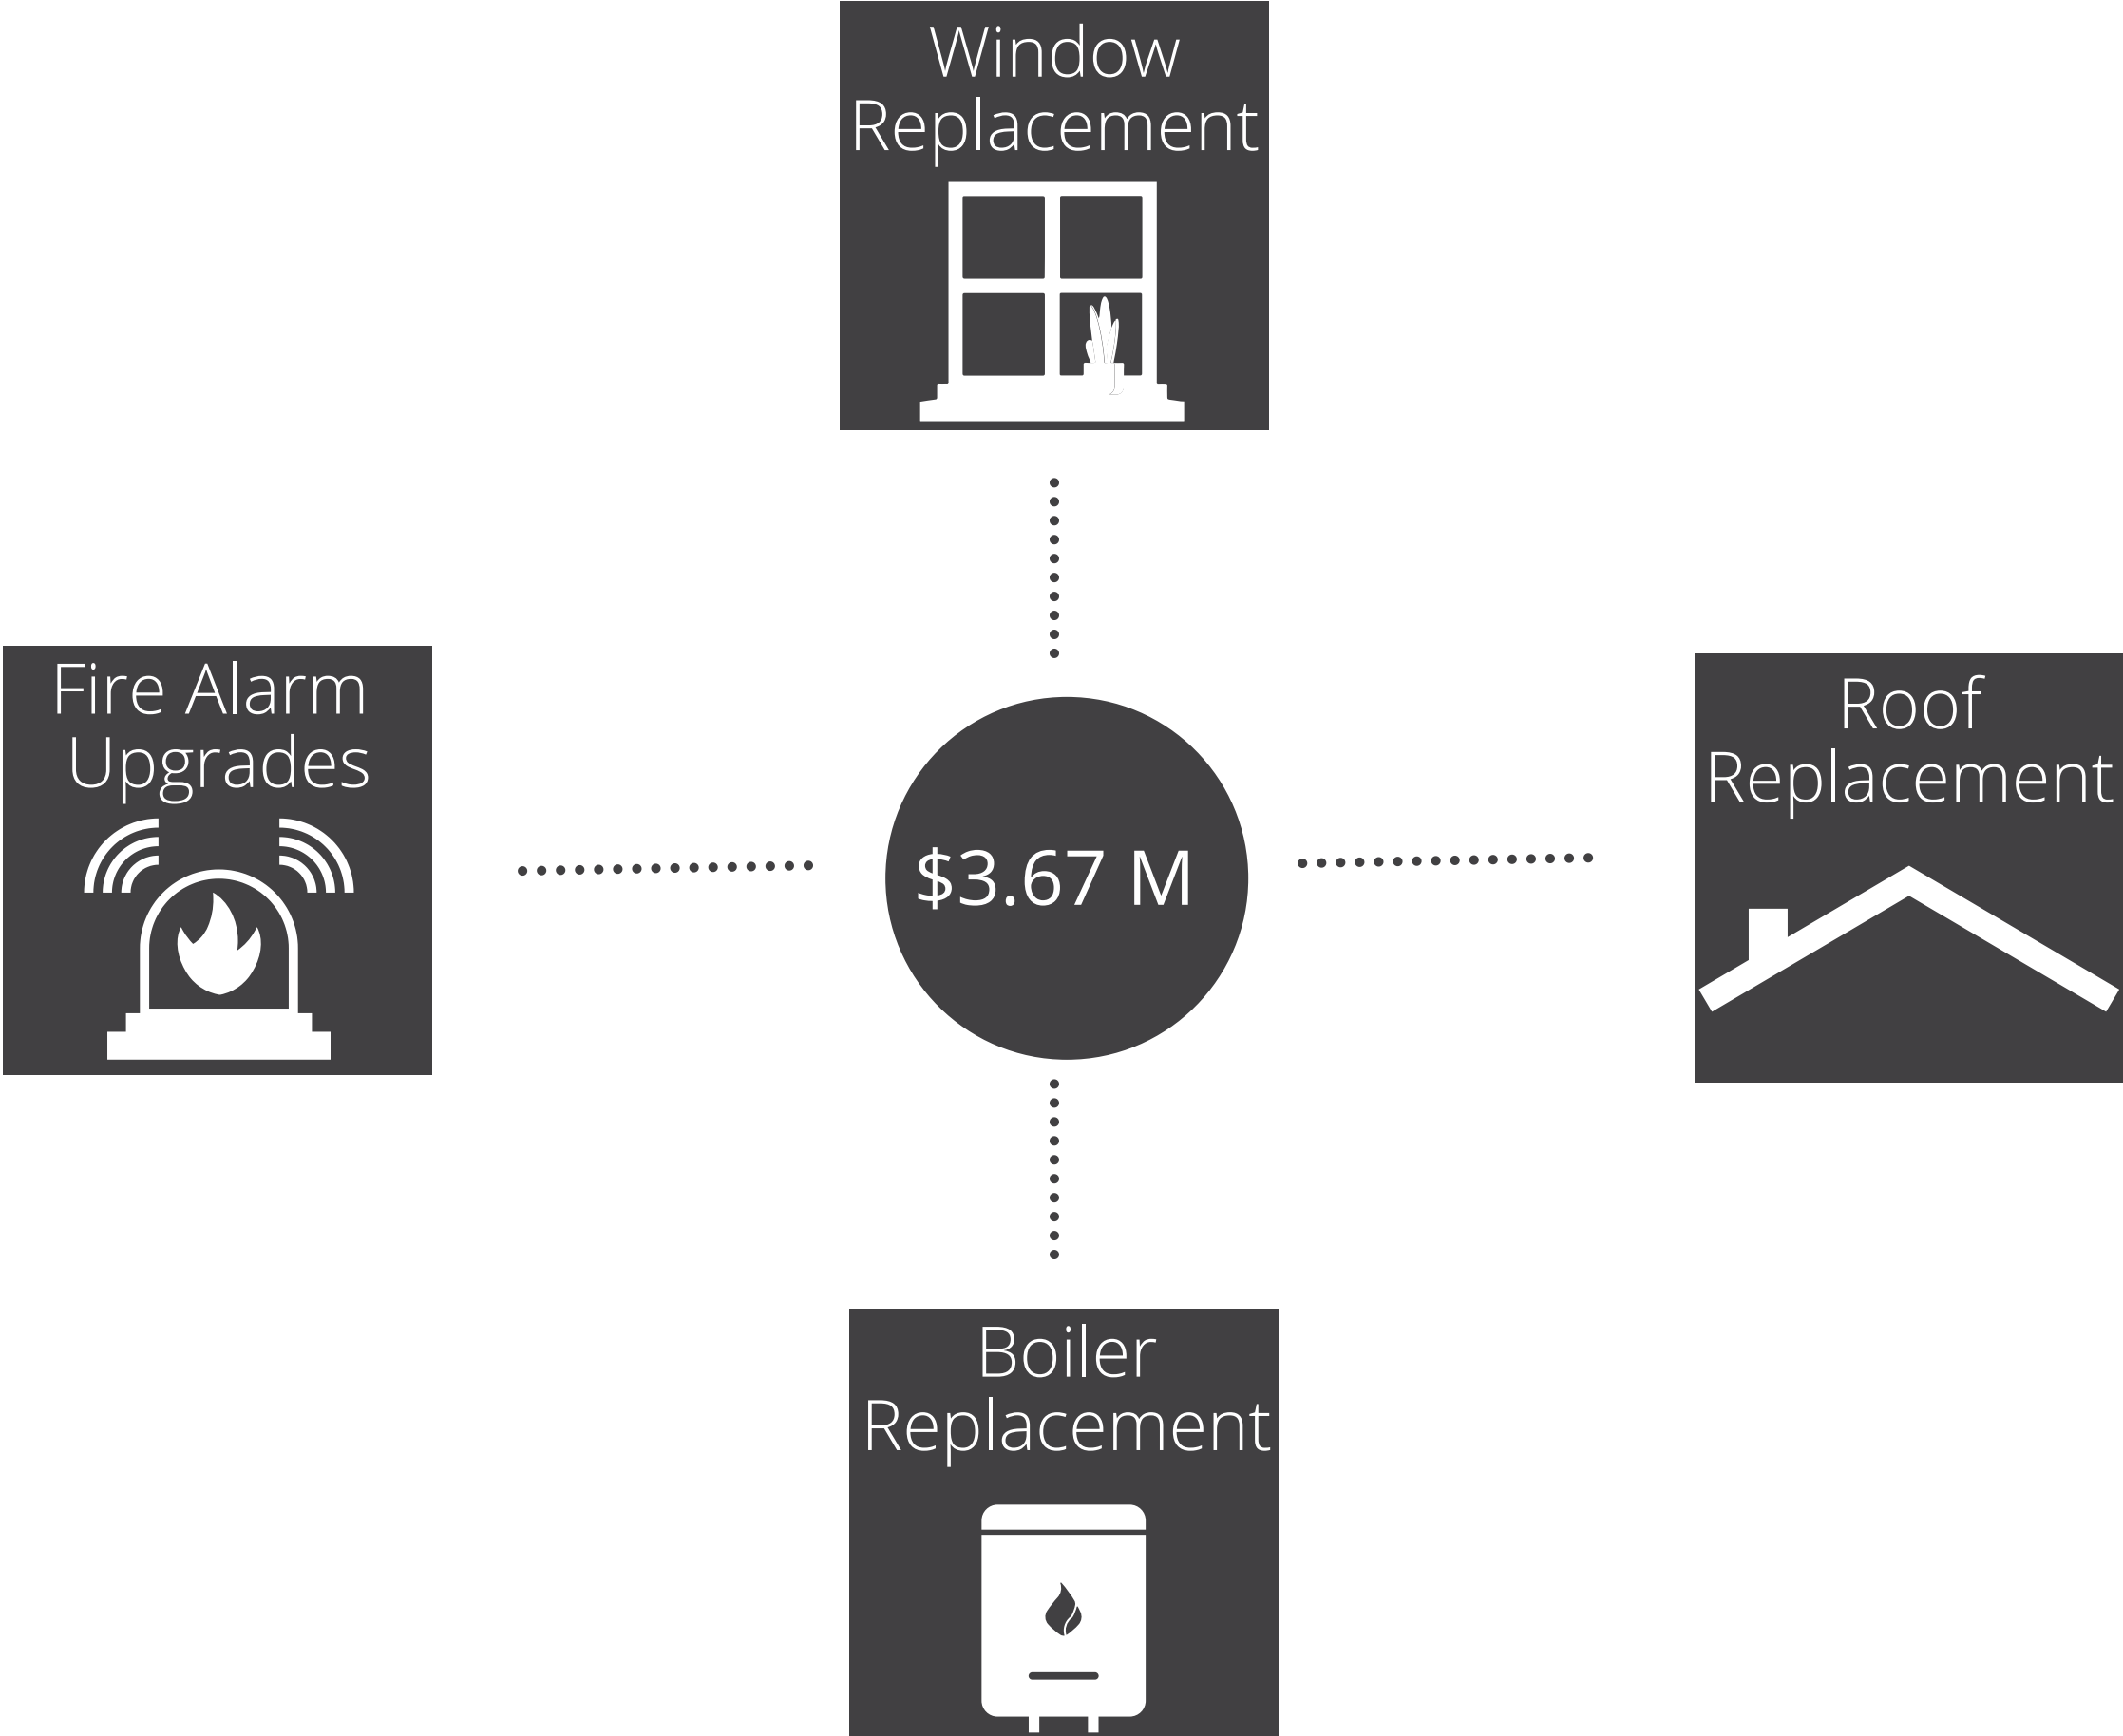 Window
Replacement
Fire Alarm
Upgrades
$3.67 M
Roof
Replacement
Boiler
Replacement